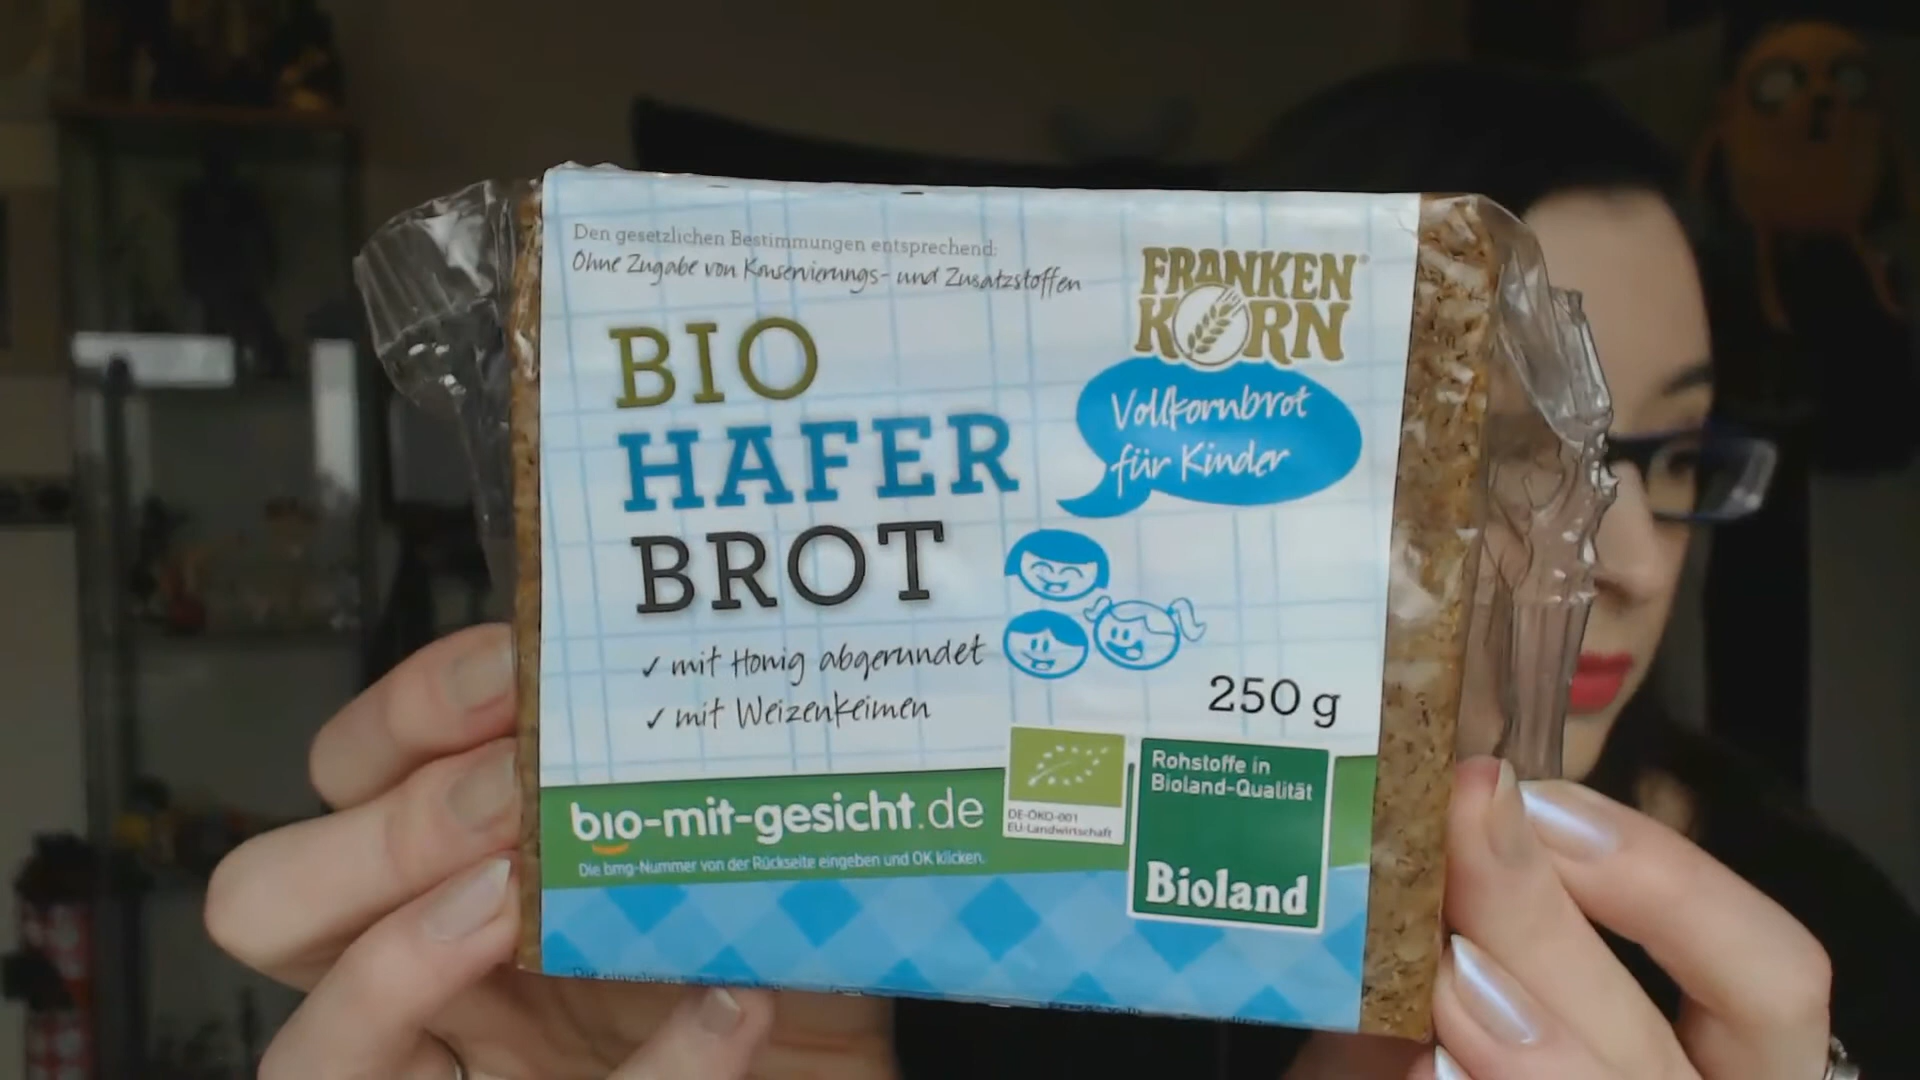 Den gesetzlichen Bestimmungen entsprechend:
Ohne Zugabe von Konservierungs- und Zusatzstoffen
FRANKEN
KORN
BIO
HAFER
BROT
Vollkornbrot
für Kinder
✓ mit Honig abgerundet
✓ mit Weizenkeimen
250 g
bio-mit-gesicht.de
Die bmg-Nummer von der Rückseite eingeben und OK klicken.
DE-ÖKO-001
EU-Landwirtschaft
Rohstoffe in
Bioland-Qualität
Bioland